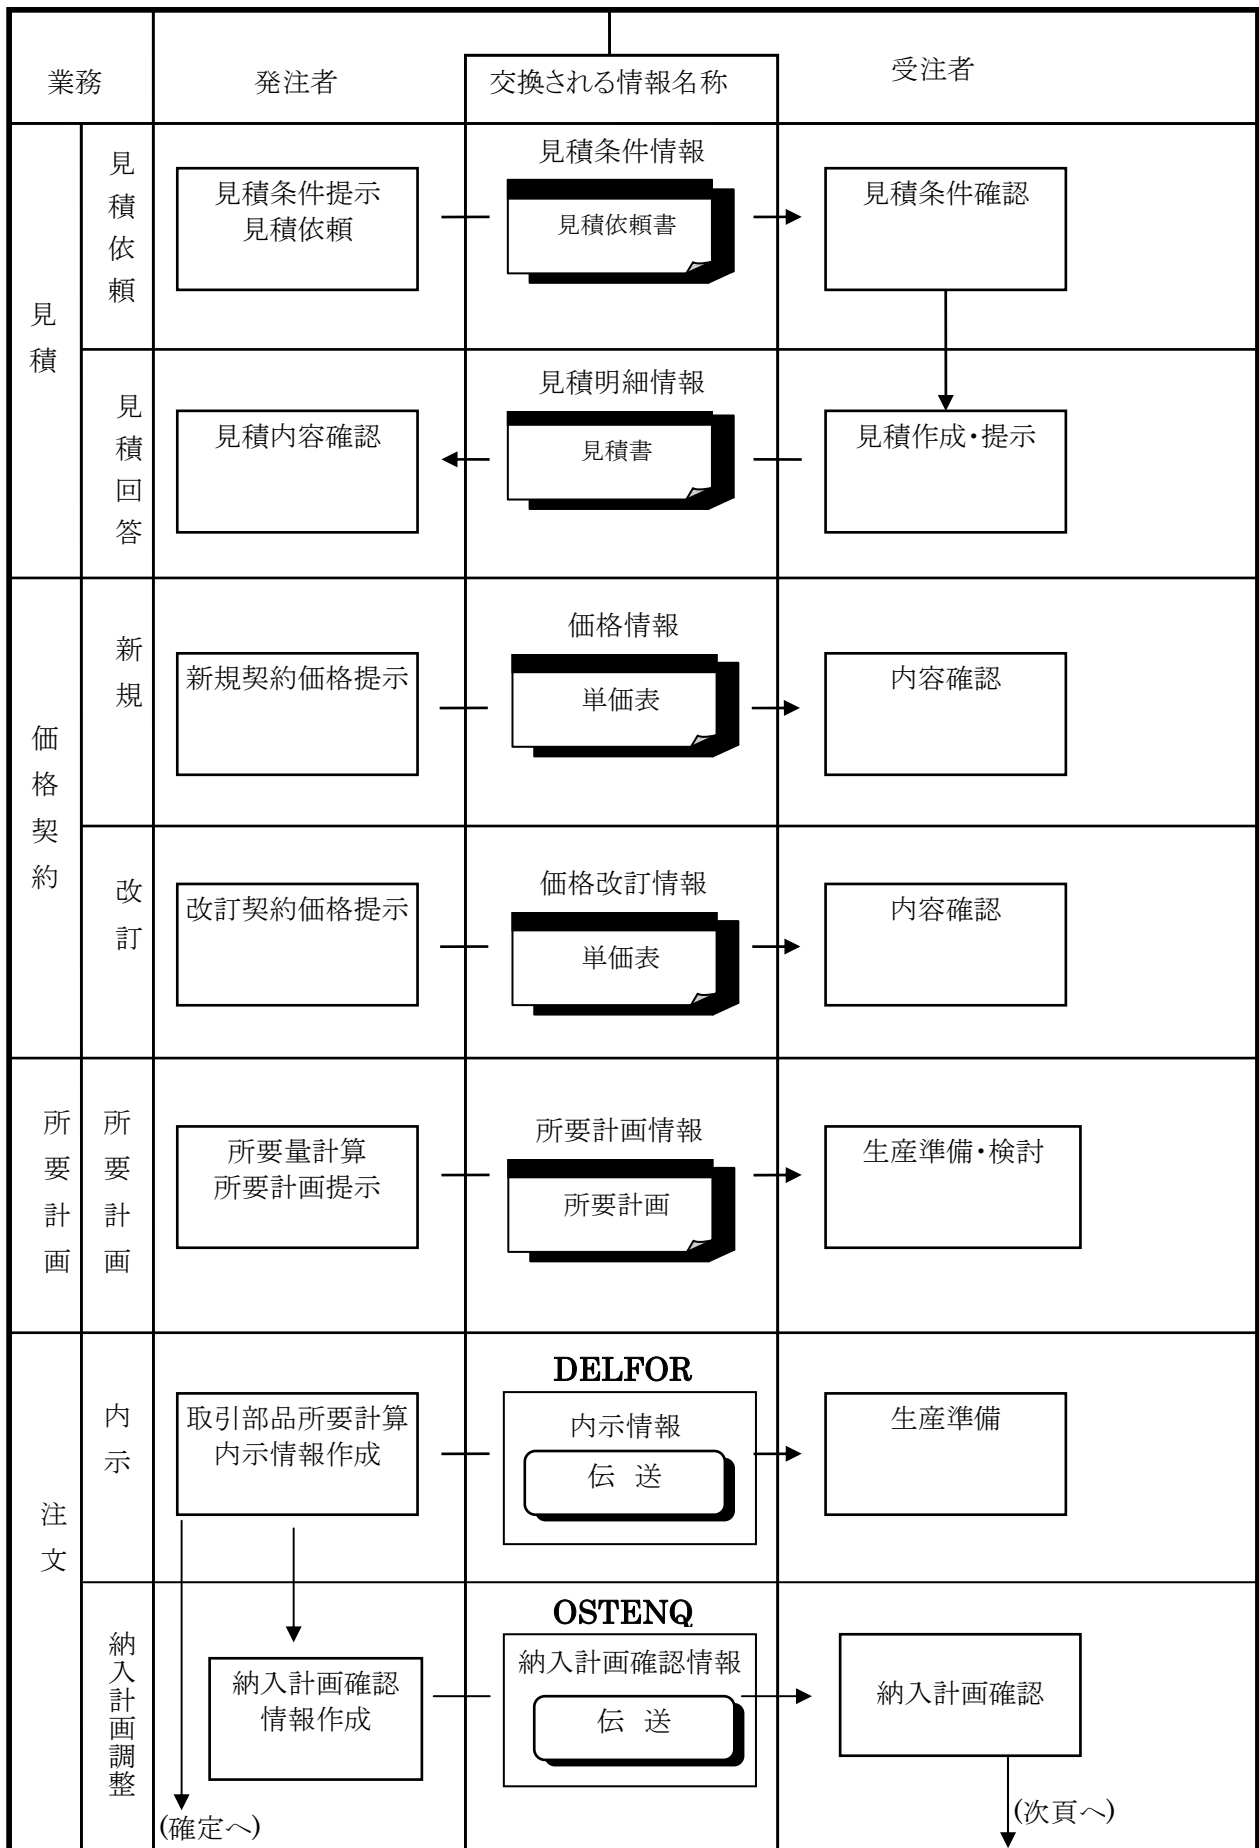 業務
発注者
交換される情報名称
受注者
見積
見積依頼
見積条件提示
見積依頼
見積条件情報
見積依頼書
見積条件確認
見積回答
見積内容確認
見積明細情報
見積書
見積作成・提示
価格契約
新規
新規契約価格提示
価格情報
単価表
内容確認
改訂
改訂契約価格提示
価格改訂情報
単価表
内容確認
所要計画
所要計画
所要量計算
所要計画提示
所要計画情報
所要計画
生産準備・検討
注文
内示
取引部品所要計算
内示情報作成
DELFOR
内示情報
伝 送
生産準備
納入計画調整
納入計画確認
情報作成
OSTENQ
納入計画確認情報
伝 送
納入計画確認
(確定へ)
(次頁へ)